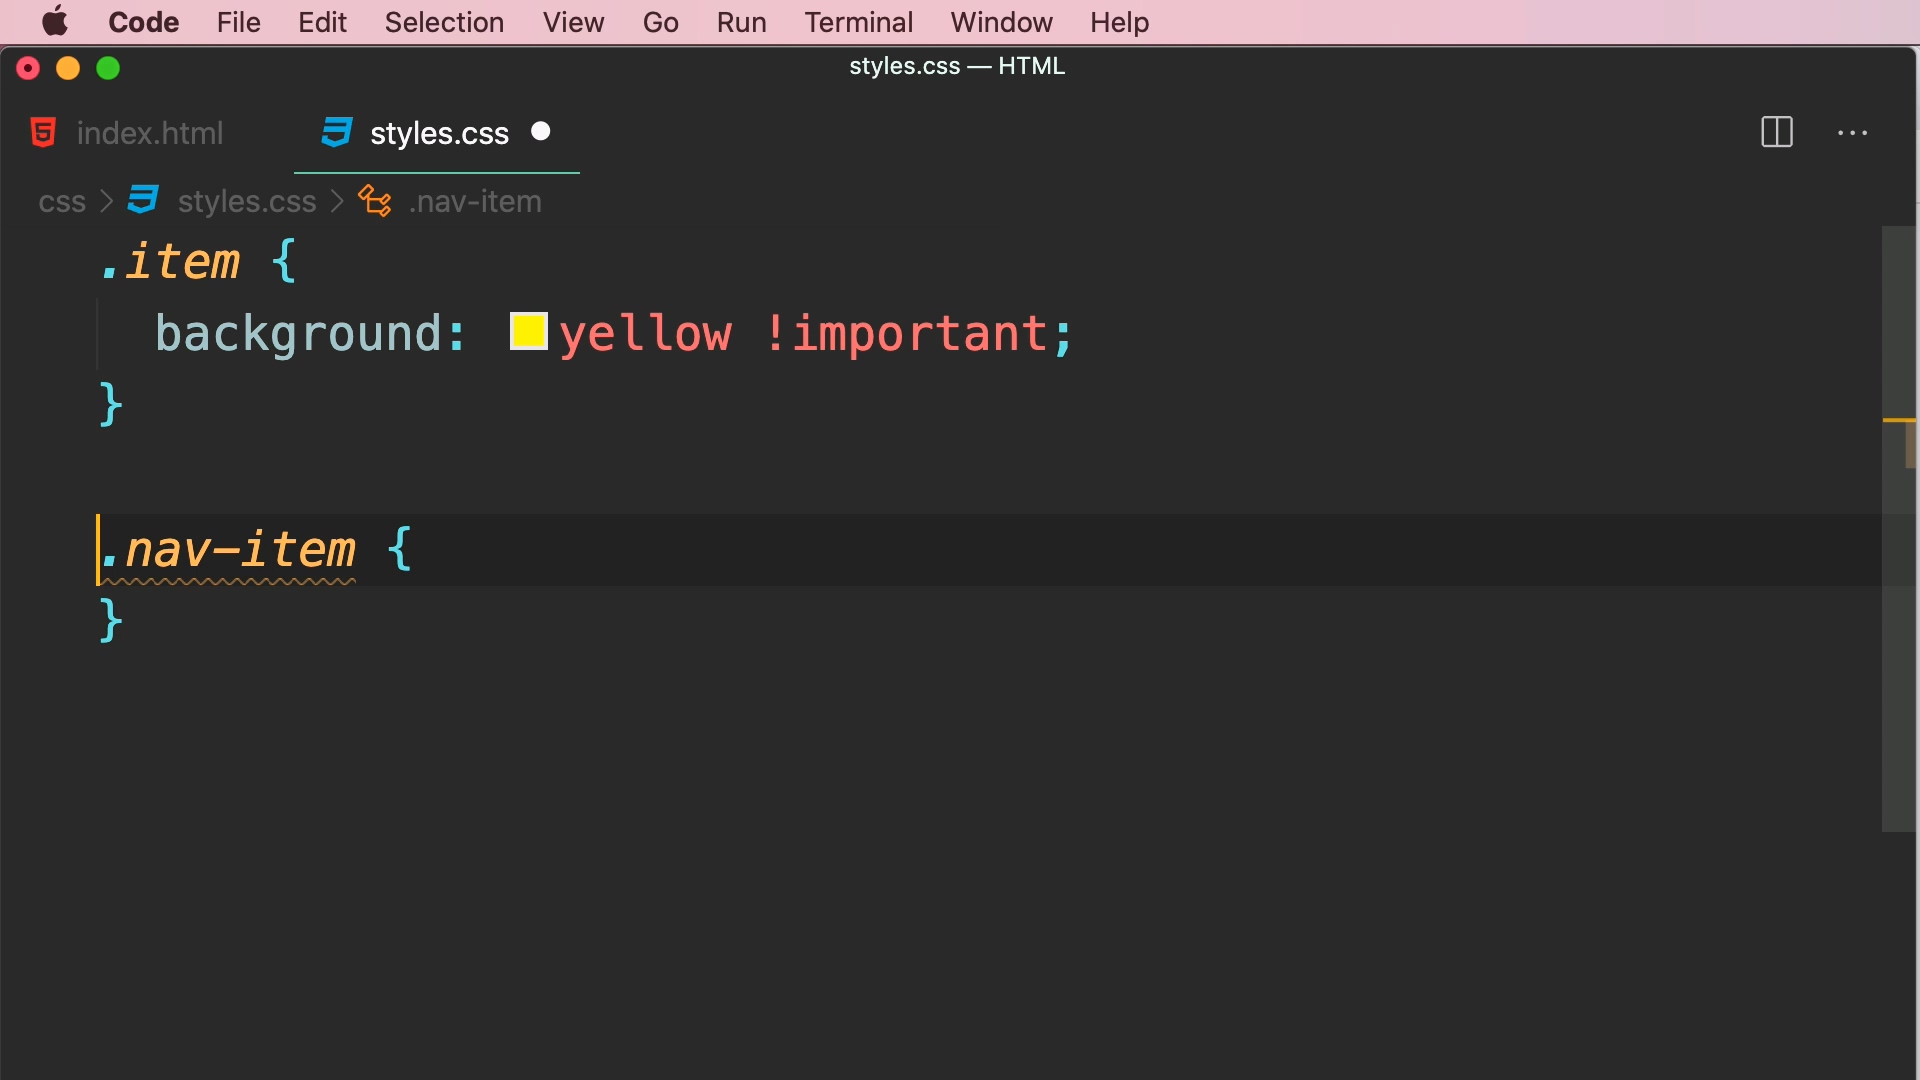 Code File Edit Selection View Go Run Terminal Window Help
styles.css — HTML
index.html styles.css
css > styles.css > .nav-item
.item {
background: yellow !important;
}
.nav-item {
}